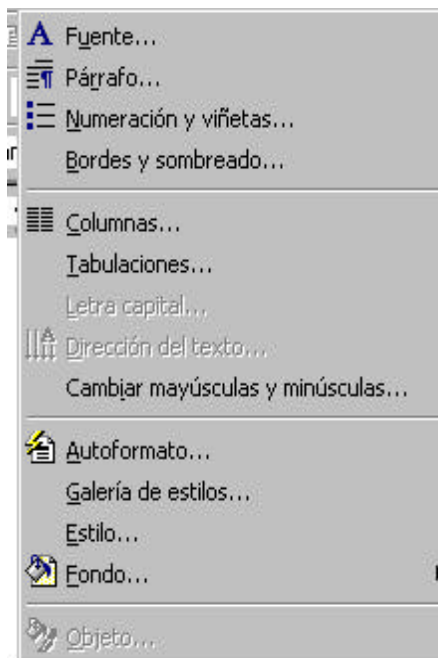 Fuente...
Párrafo...
Numeración y viñetas...
Bordes y sombreado...
Columnas...
Tabulaciones...
Letra capital...
Dirección del texto...
Cambiar mayúsculas y minúsculas...
Autoformato...
Galería de estilos...
Estilo...
Fondo...
Objeto...